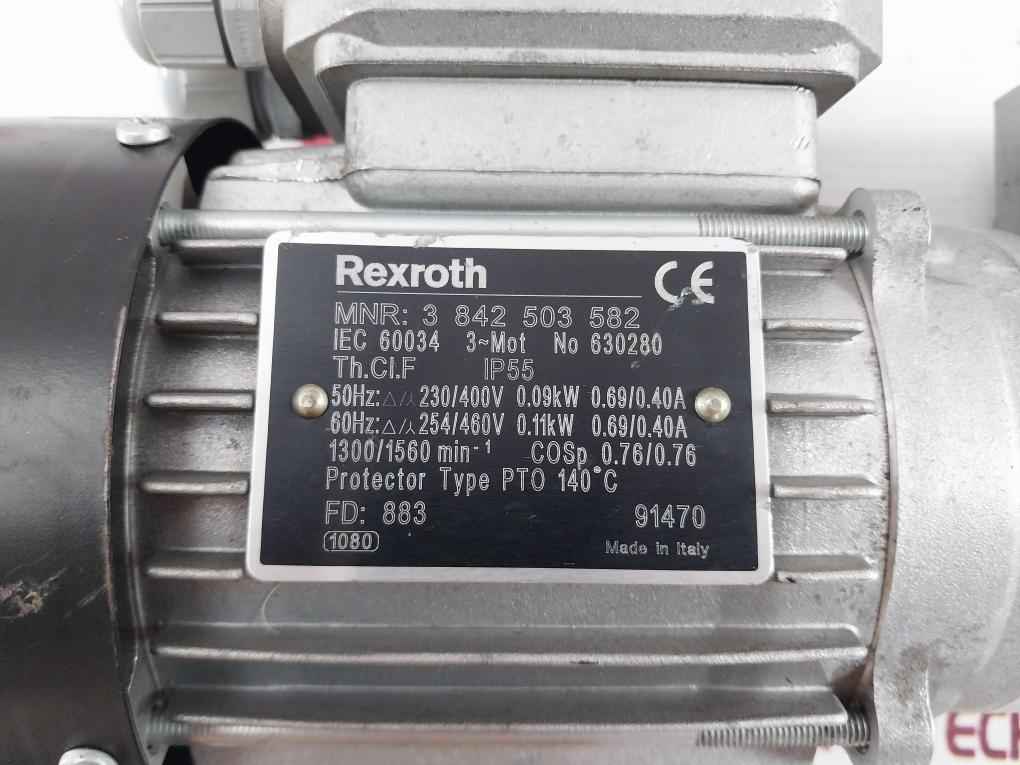 Rexroth CE
MNR: 3 842 503 582
IEC 60034 3~Mot No 630280
Th.Cl.F IP55
50Hz:△/⅄ 230/400V 0.09kW 0.69/0.40A
60Hz:△/⅄ 254/460V 0.11kW 0.69/0.40A
1300/1560 min-1 COSp 0.76/0.76
Protector Type PTO 140°C
FD: 883 91470
1080 Made in Italy
ECH